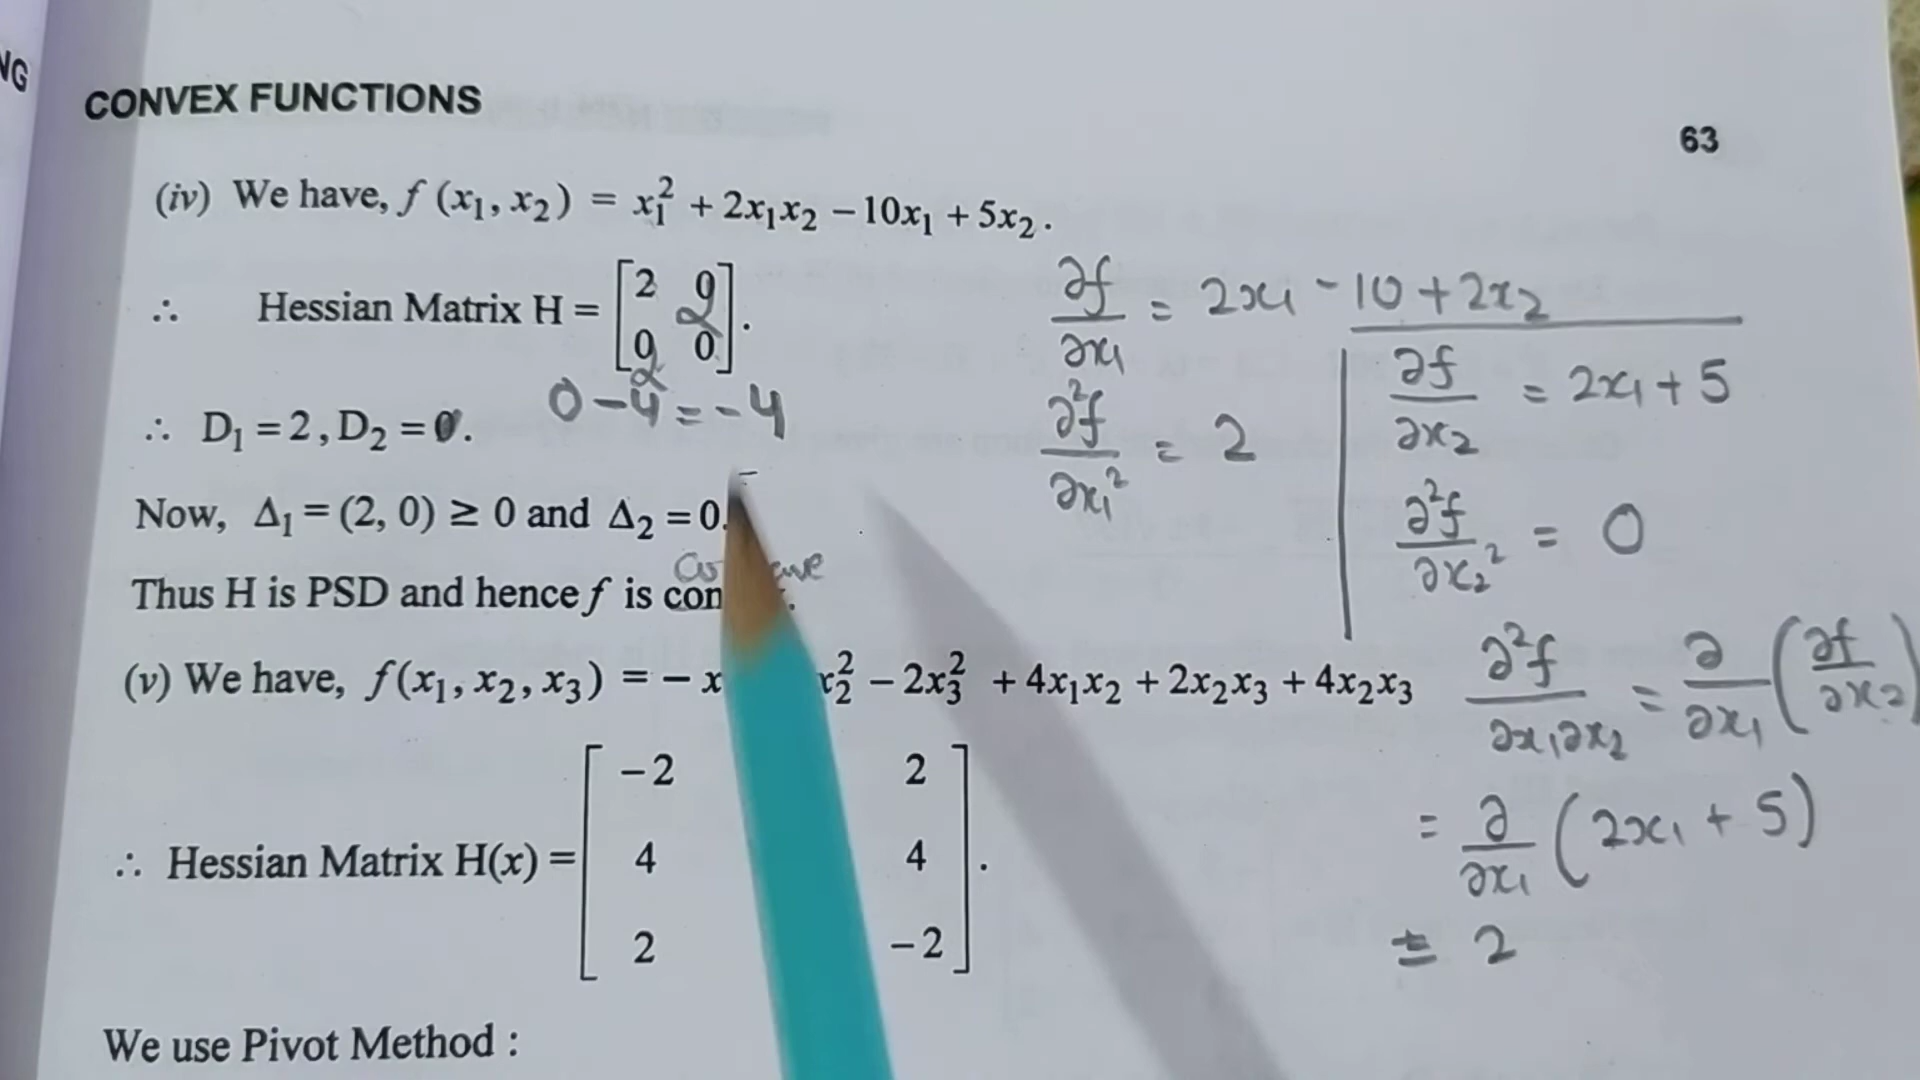 NG
CONVEX FUNCTIONS
63
(iv) We have, f (x₁, x₂) = x₁² + 2x₁x₂ − 10x₁ + 5x₂.
∴ Hessian Matrix H = [2 0
0 0].
2
2
0 − 4 = −4
∴ D₁ = 2, D₂ = 0.
Now, Δ₁ = (2, 0) ≥ 0 and Δ₂ = 0.
Thus H is PSD and hence f is con
(v) We have, f(x₁, x₂, x₃) = − x x₂² − 2x₃² + 4x₁x₂ + 2x₂x₃ + 4x₂x₃
∴ Hessian Matrix H(x) = [−2 2
4 4
2 −2].
We use Pivot Method :
∂f/∂x₁ = 2x₁ − 10 + 2x₂
∂²f/∂x₁² = 2
∂f/∂x₂ = 2x₁ + 5
∂²f/∂x₂² = 0
∂²f/∂x₁∂x₂ = ∂/∂x₁ (∂f/∂x₂)
= ∂/∂x₁ (2x₁ + 5)
= 2